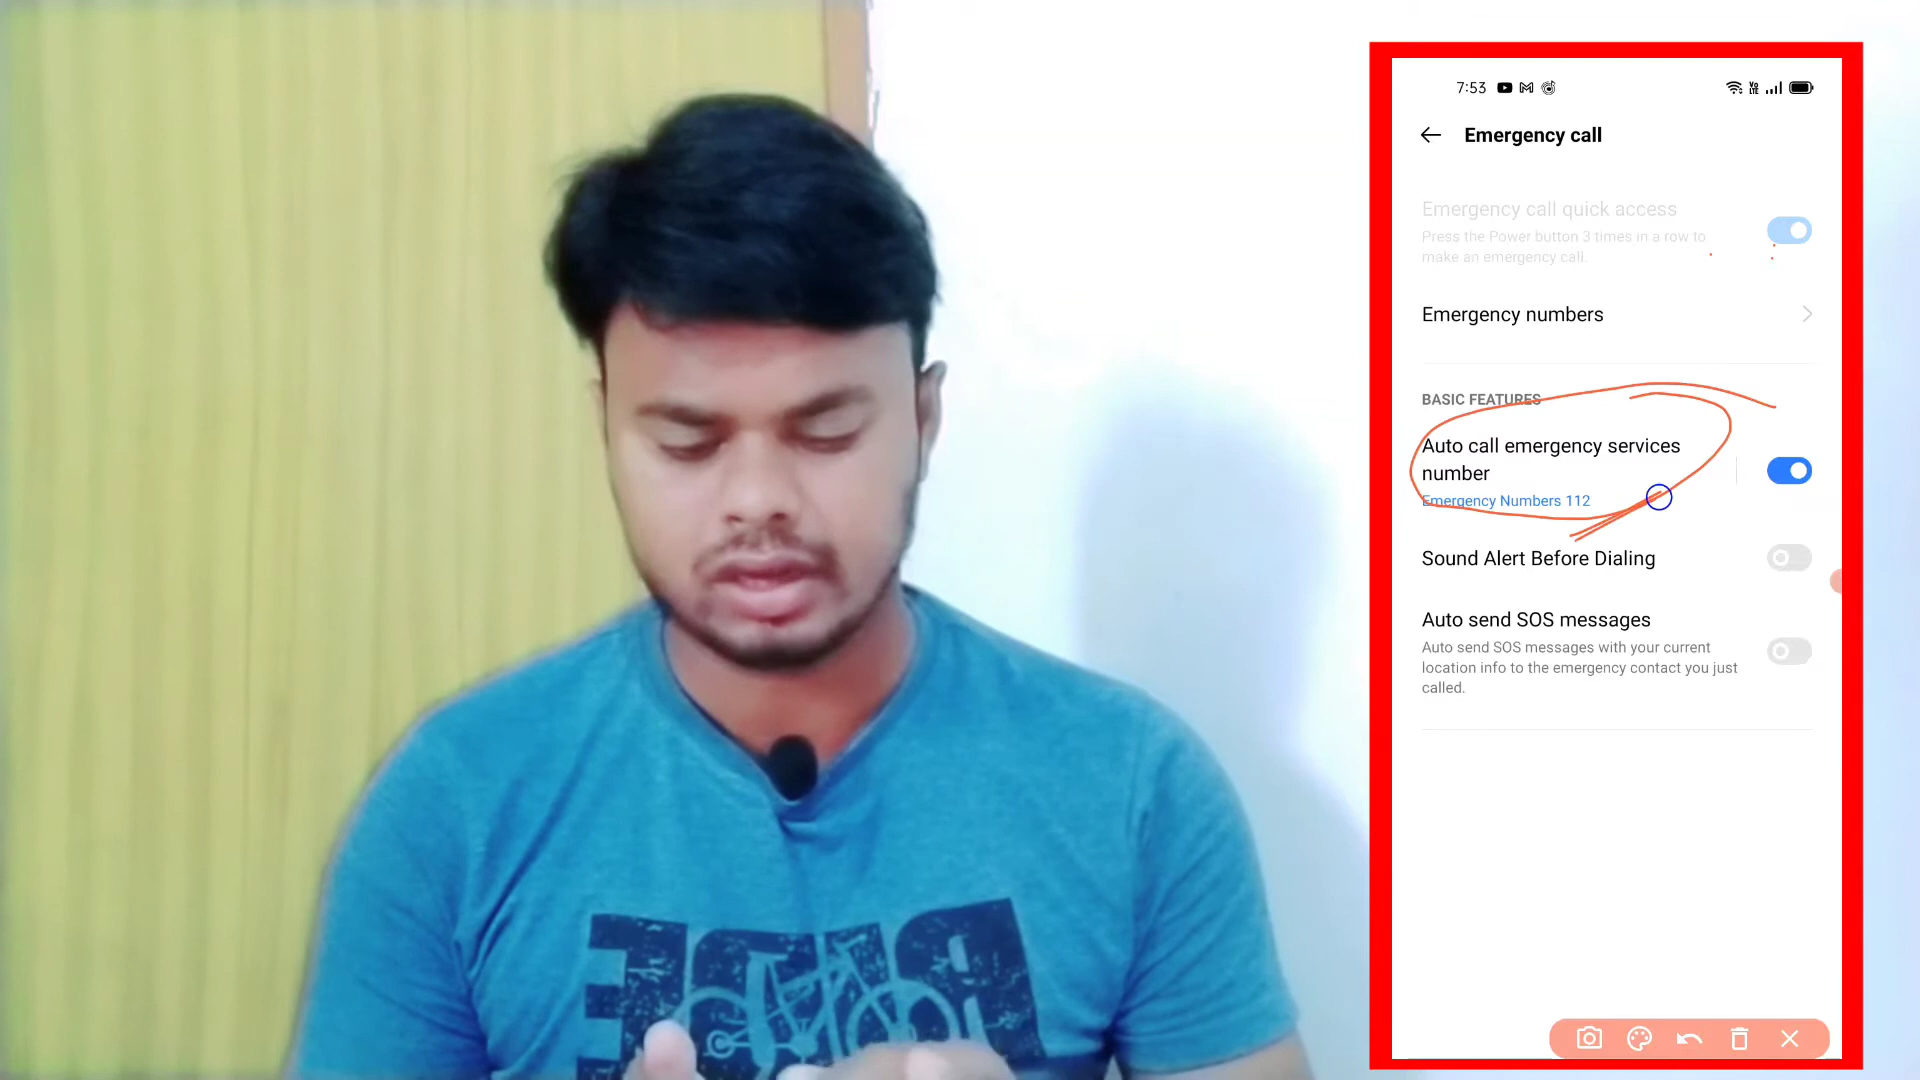 7:53
Emergency call
Emergency call quick access
Press the Power button 3 times in a row to
make an emergency call.
Emergency numbers
BASIC FEATURES
Auto call emergency services
number
Emergency Numbers 112
Sound Alert Before Dialing
Auto send SOS messages
Auto send SOS messages with your current
location info to the emergency contact you just
called.
RIDE